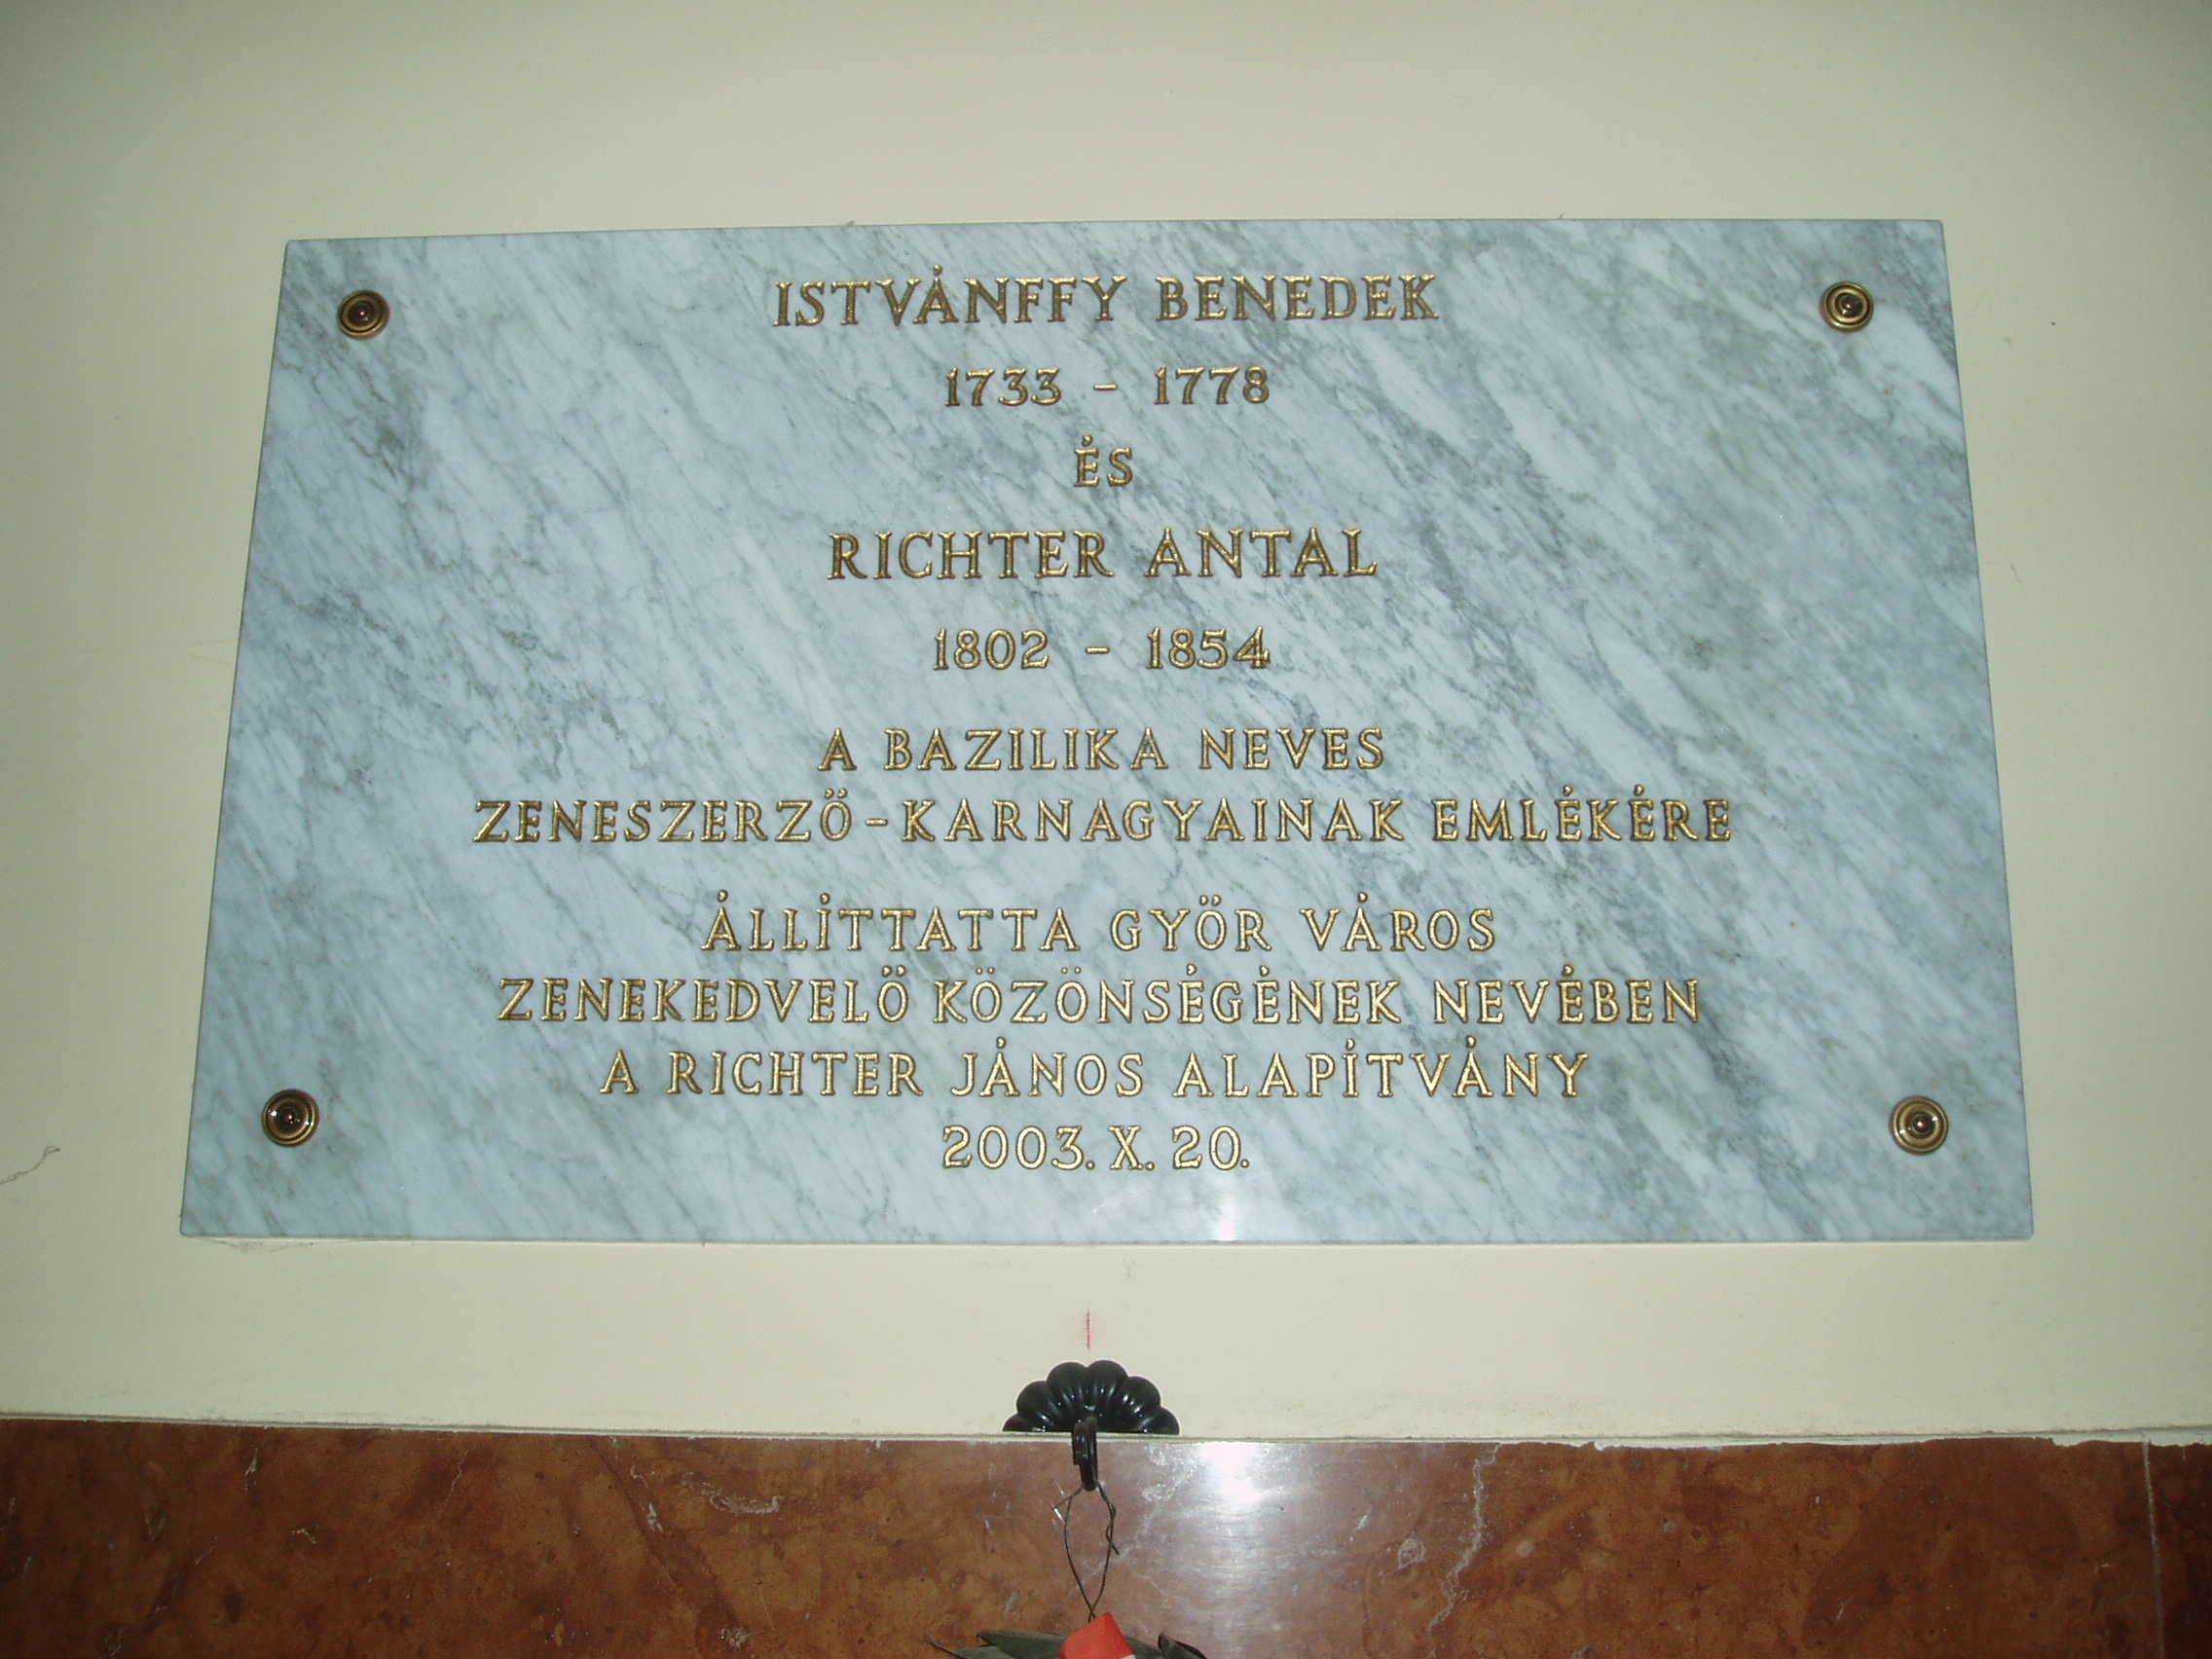 ISTVÁNFFY BENEDEK
1733 - 1778
ÉS
RICHTER ANTAL
1802 - 1854
A BAZILIKA NEVES
ZENESZERZŐ-KARNAGYAINAK EMLÉKÉRE
ÁLLÍTTATTA GYŐR VÁROS
ZENEKEDVELŐ KÖZÖNSÉGÉNEK NEVÉBEN
A RICHTER JÁNOS ALAPÍTVÁNY
2003. X. 20.